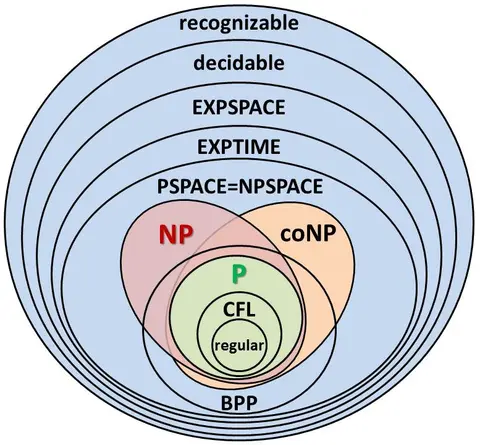 recognizable
decidable
EXPSPACE
EXPTIME
PSPACE=NPSPACE
NP
coNP
P
CFL
regular
BPP